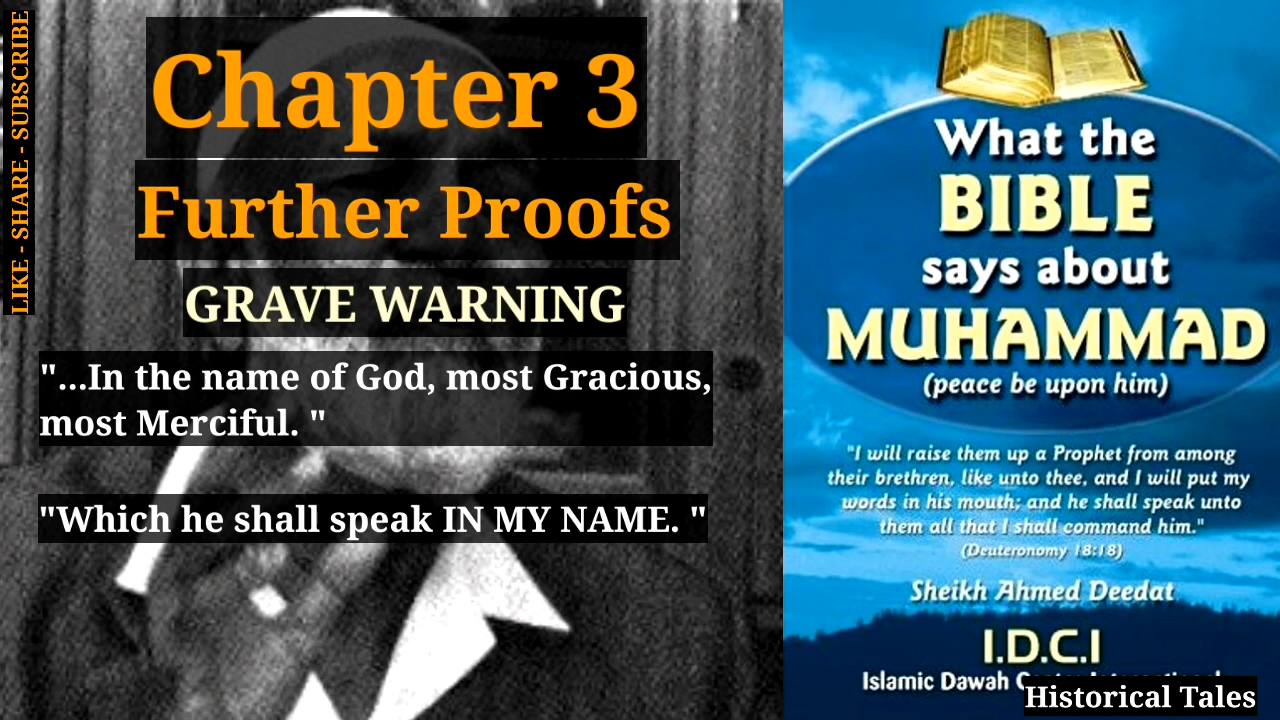 LIKE - SHARE - SUBSCRIBE
Chapter 3
Further Proofs
GRAVE WARNING
"...In the name of God, most Gracious,
most Merciful. "
"Which he shall speak IN MY NAME. "
What the
BIBLE
says about
MUHAMMAD
(peace be upon him)
"I will raise them up a Prophet from among
their brethren, like unto thee, and I will put my
words in his mouth; and he shall speak unto
them all that I shall command him."
(Deuteronomy 18:18)
Sheikh Ahmed Deedat
I.D.C.I
Islamic Dawah
Historical Tales